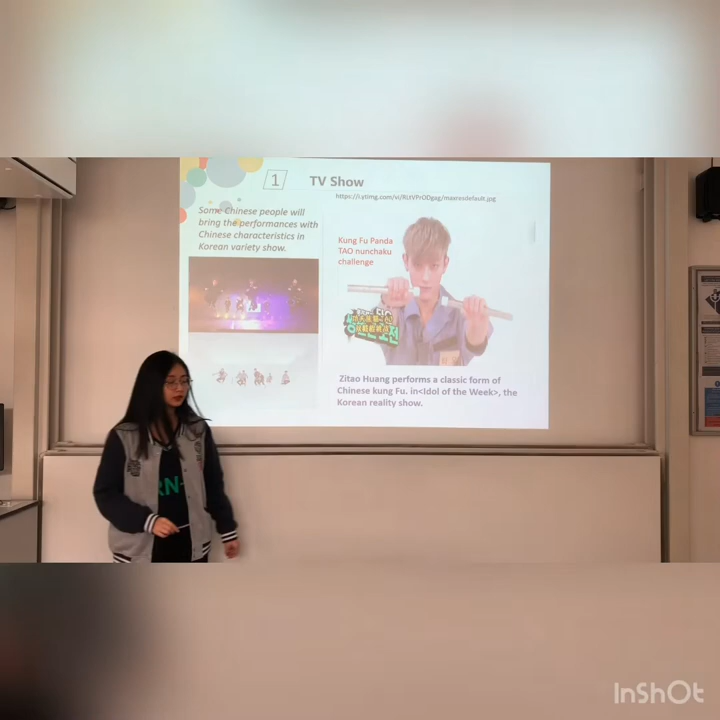 1
TV Show
https://i.ytimg.com/vi/RLtVPrODgag/maxresdefault.jpg
Some Chinese people will
bring the performances with
Chinese characteristics in
Korean variety show.
Kung Fu Panda
TAO nunchaku
challenge
Zitao Huang performs a classic form of
Chinese kung Fu. in<Idol of the Week>, the
Korean reality show.
RN-
InShOt